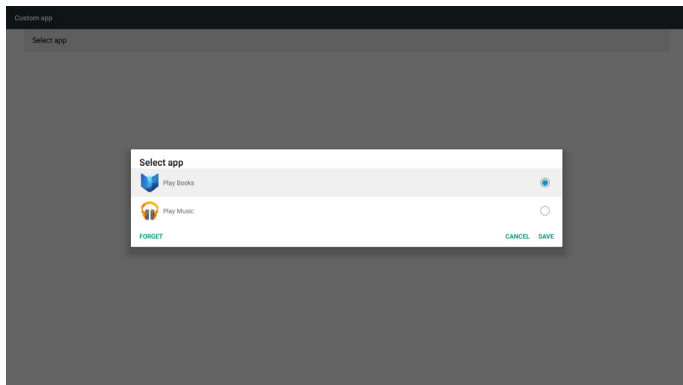 Custom app
Select app
Select app
Play Books
Play Music
FORGET CANCEL SAVE